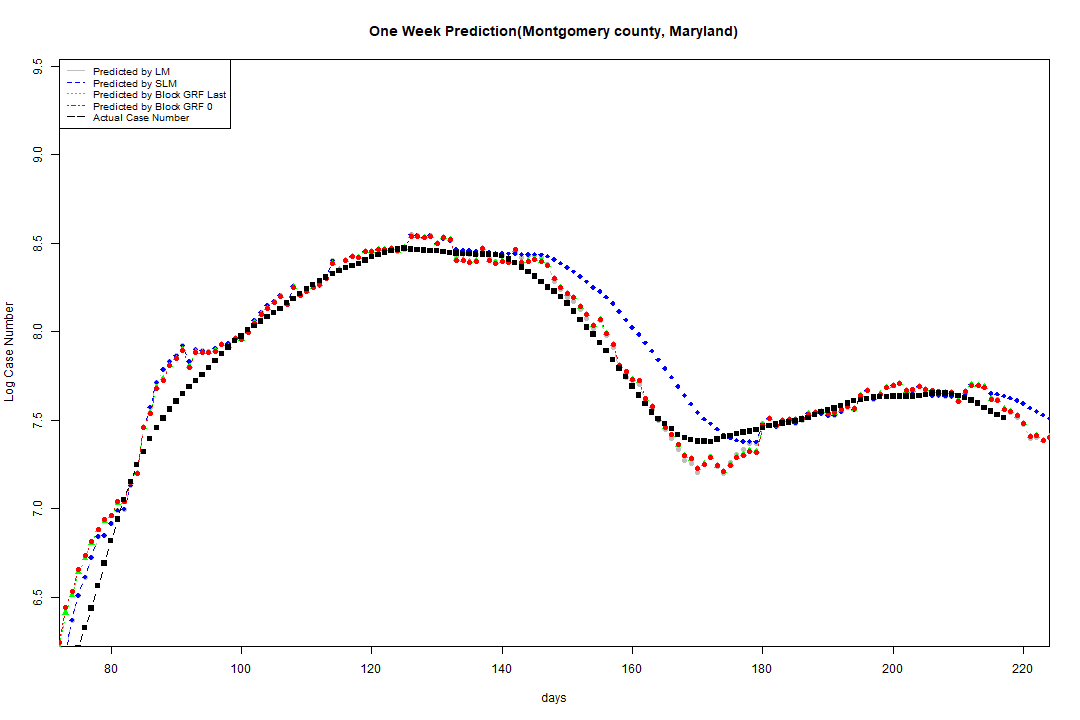 One Week Prediction(Montgomery county, Maryland)
Predicted by LM
Predicted by SLM
Predicted by Block GRF Last
Predicted by Block GRF 0
Actual Case Number
9.5
9.0
8.5
8.0
7.5
7.0
6.5
Log Case Number
80 100 120 140 160 180 200 220
days